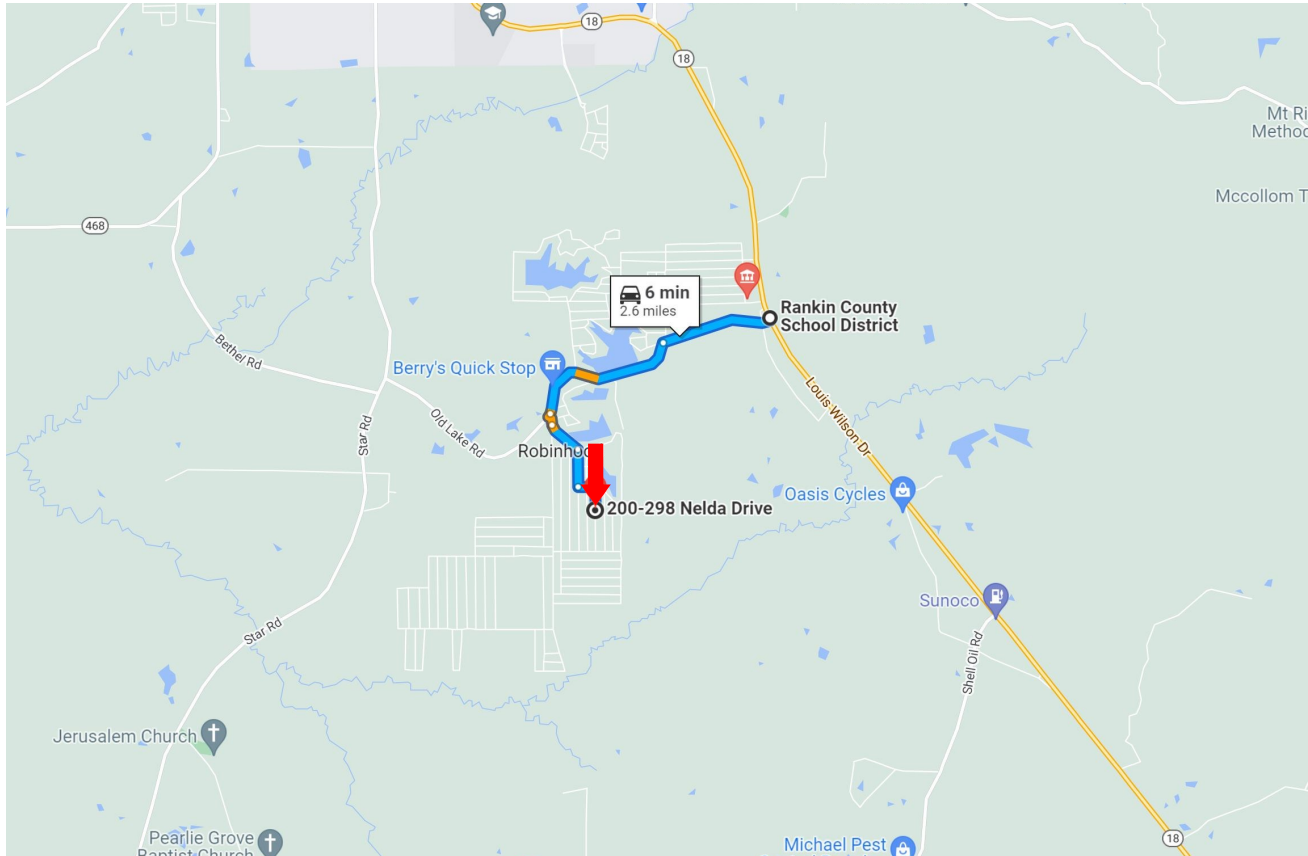 18
18
Mt Ri
Method
Mccollom T
468
6 min
2.6 miles
Rankin County
School District
Bethel Rd
Berry's Quick Stop
Louis Wilson Dr
Old Lake Rd
Star Rd
Robinhoo
Oasis Cycles
200-298 Nelda Drive
Sunoco
Star Rd
Shell Oil Rd
Jerusalem Church
Pearlie Grove
Baptist Church
Michael Pest
18